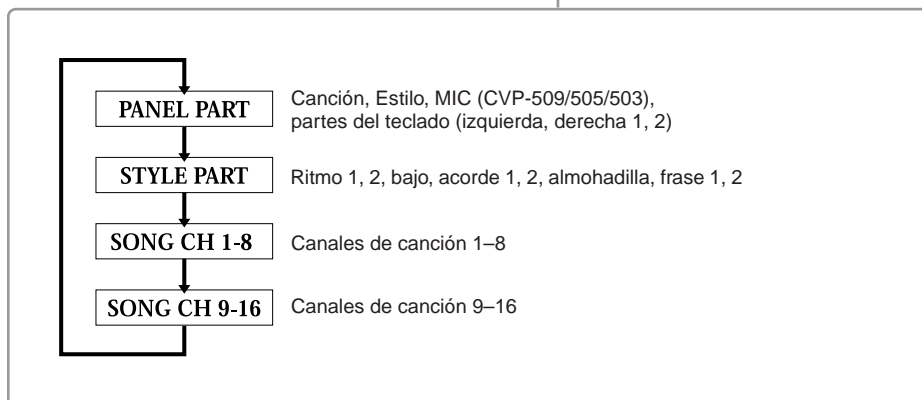 PANEL PART
Canción, Estilo, MIC (CVP-509/505/503),
partes del teclado (izquierda, derecha 1, 2)
STYLE PART
Ritmo 1, 2, bajo, acorde 1, 2, almohadilla, frase 1, 2
SONG CH 1-8
Canales de canción 1–8
SONG CH 9-16
Canales de canción 9–16